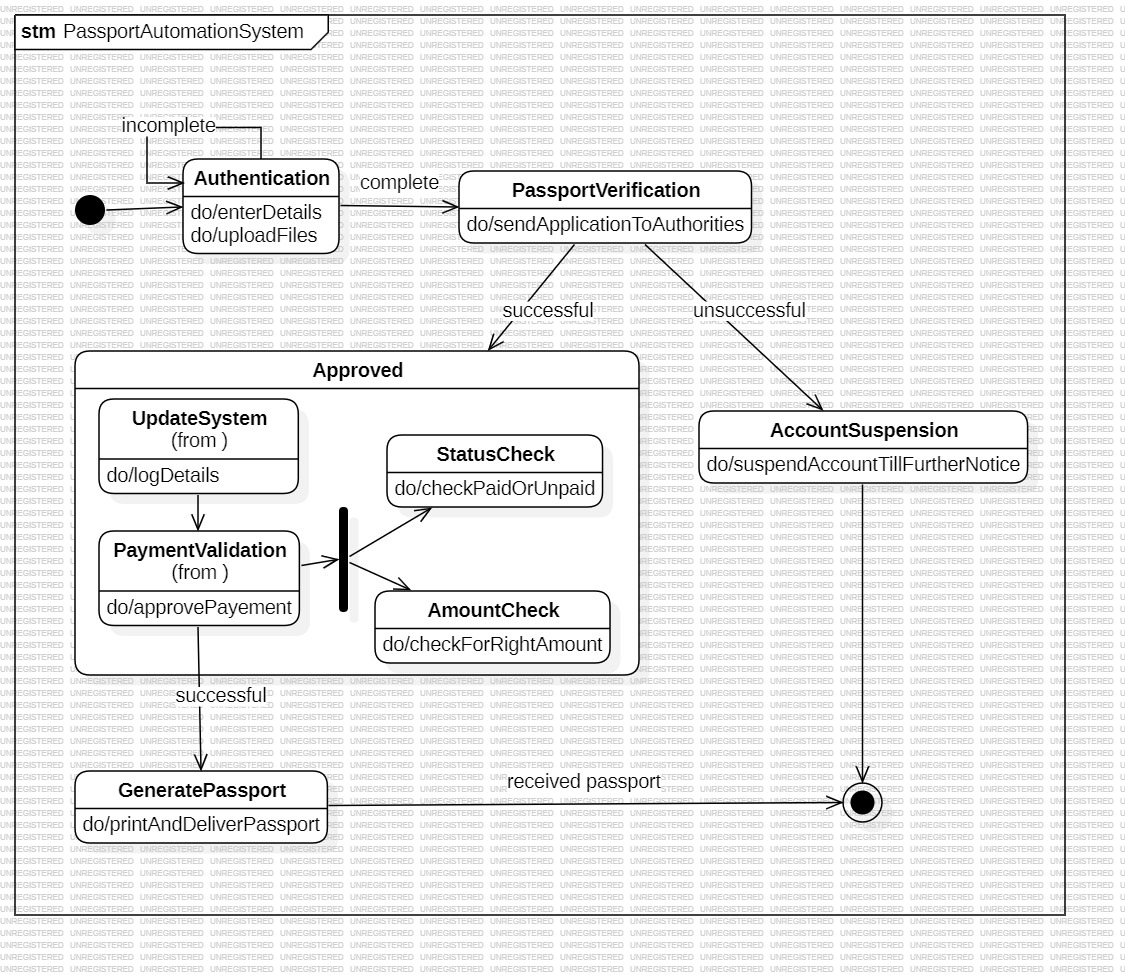 stm PassportAutomationSystem
incomplete
Authentication
do/enterDetails
do/uploadFiles
complete
PassportVerification
do/sendApplicationToAuthorities
successful
unsuccessful
Approved
UpdateSystem
(from )
do/logDetails
StatusCheck
do/checkPaidOrUnpaid
AccountSuspension
do/suspendAccountTillFurtherNotice
PaymentValidation
(from )
do/approvePayement
AmountCheck
do/checkForRightAmount
successful
GeneratePassport
do/printAndDeliverPassport
received passport
UNREGISTERED